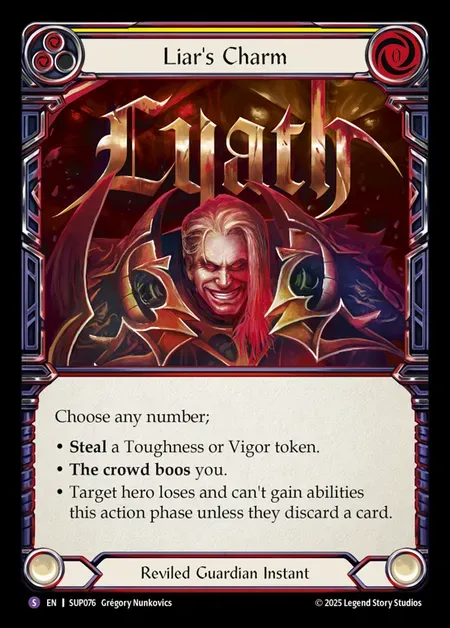 Liar's Charm
0
Lyath
Choose any number;
• Steal a Toughness or Vigor token.
• The crowd boos you.
• Target hero loses and can't gain abilities
this action phase unless they discard a card.
Reviled Guardian Instant
S EN | SUP076 Grégory Nunkovics
© 2025 Legend Story Studios